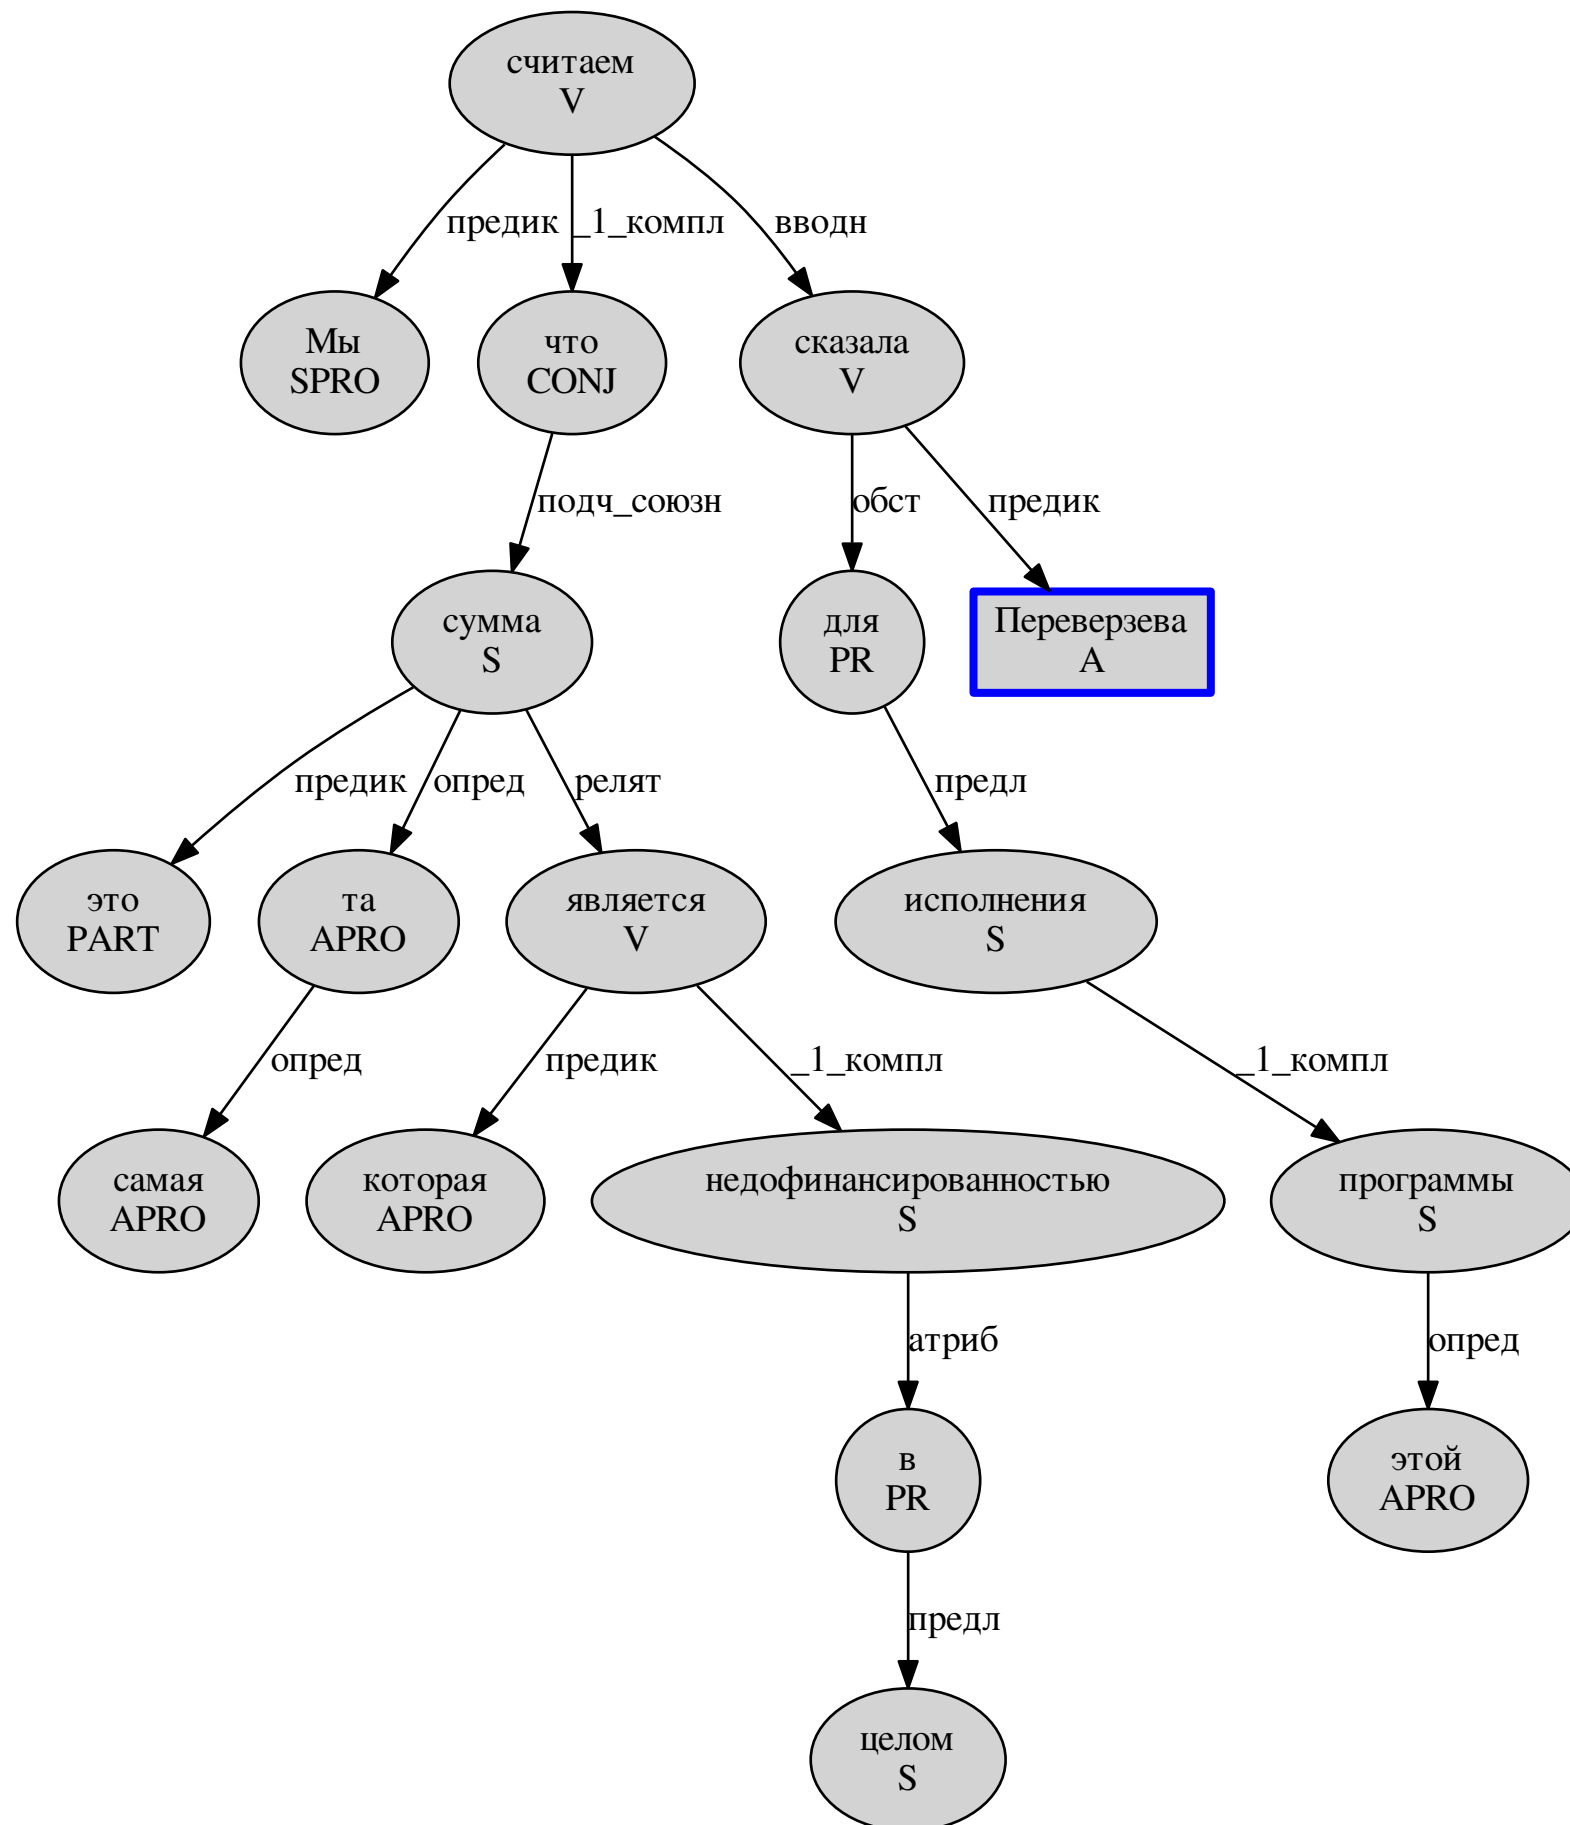 считаем
V
предик
_1_компл
вводн
Мы
SPRO
что
CONJ
сказала
V
подч_союзн
обст
предик
сумма
S
для
PR
Переверзева
A
предик
опред
релят
предл
это
PART
та
APRO
является
V
исполнения
S
опред
предик
_1_компл
_1_компл
самая
APRO
которая
APRO
недофинансированностью
S
программы
S
атриб
опред
в
PR
этой
APRO
предл
целом
S